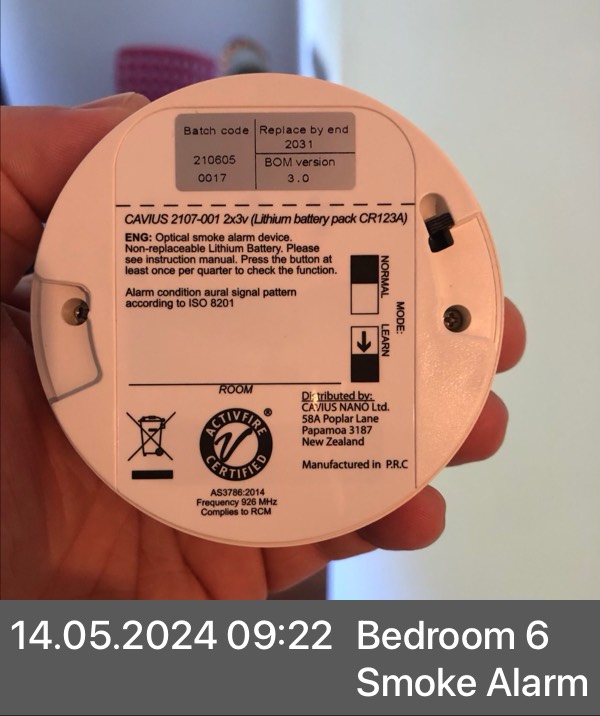 Batch code
210605
0017
Replace by end
2031
BOM version
3.0
CAVIUS 2107-001 2x3v (Lithium battery pack CR123A)
ENG: Optical smoke alarm device.
Non-replaceable Lithium Battery. Please
see instruction manual. Press the button at
least once per quarter to check the function.
Alarm condition aural signal pattern
according to ISO 8201
NORMAL
MODE:
LEARN
ROOM
ACTIVFIRE
®
CERTIFIED
AS3786:2014
Frequency 926 MHz
Complies to RCM
Distributed by:
CAVIUS NANO Ltd.
58A Poplar Lane
Papamoa 3187
New Zealand
Manufactured in P.R.C
14.05.2024 09:22
Bedroom 6
Smoke Alarm